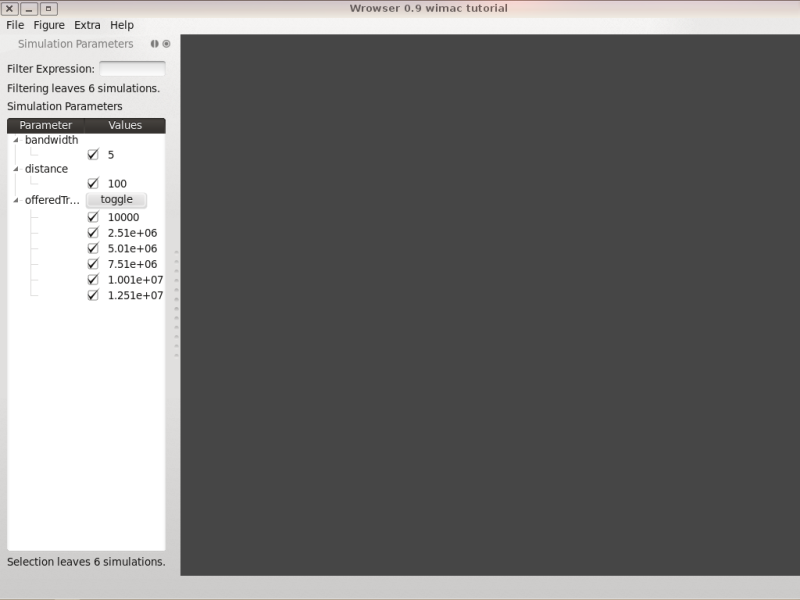 Wrowser 0.9 wimac tutorial
File Figure Extra Help
Simulation Parameters
Filter Expression:
Filtering leaves 6 simulations.
Simulation Parameters
Parameter Values
bandwidth
5
distance
100
offeredTr... toggle
10000
2.51e+06
5.01e+06
7.51e+06
1.001e+07
1.251e+07
Selection leaves 6 simulations.